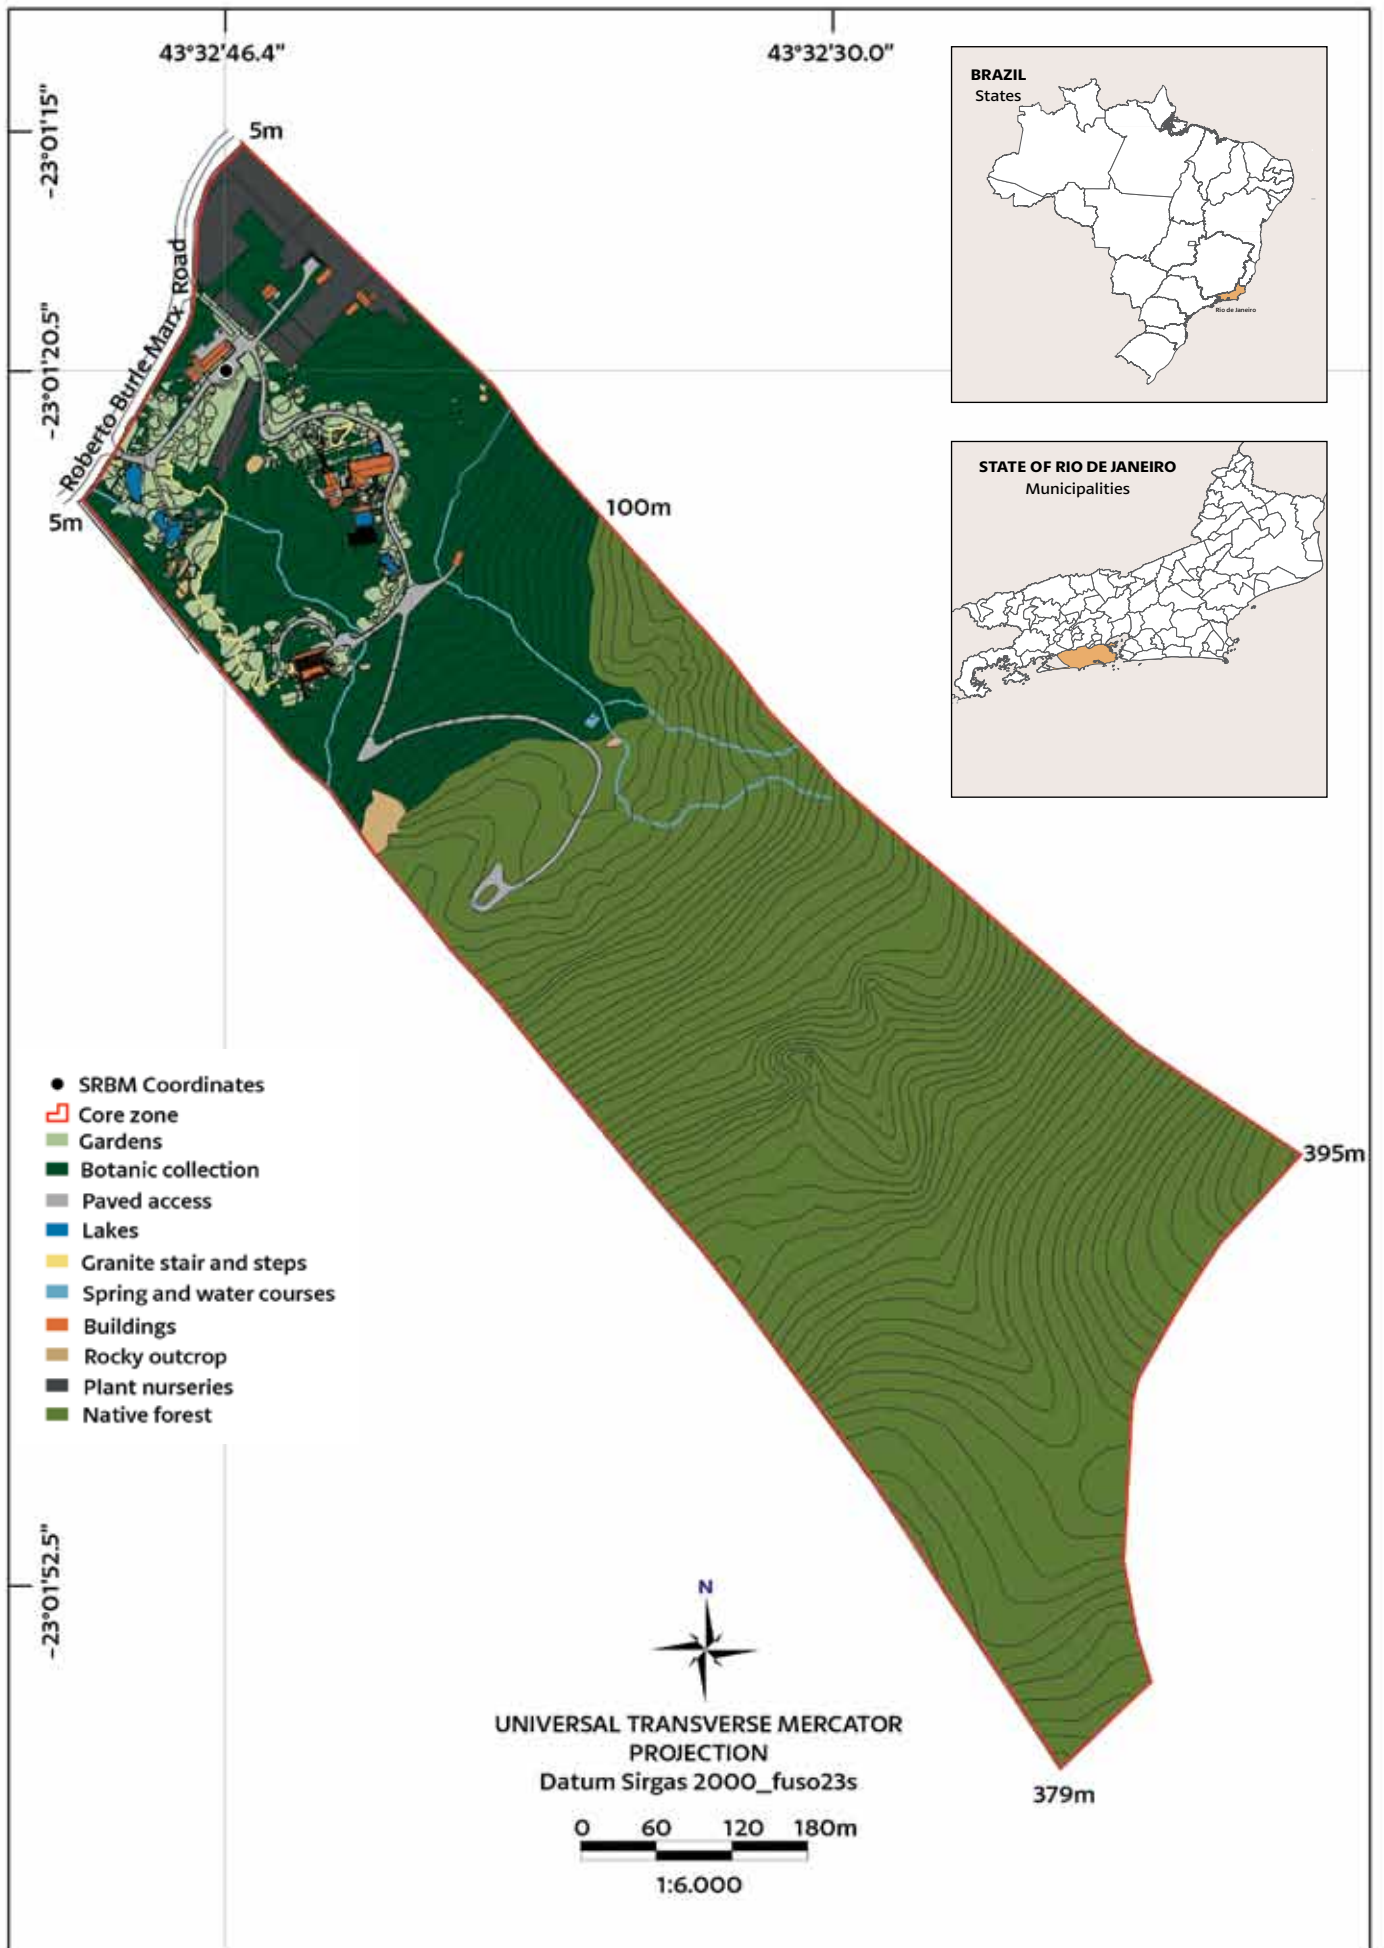 43°32'46.4"
43°32'30.0"
-23°01'15"
5m
BRAZIL
States
Rio de Janeiro
Roberto Burle Marx Road
-23°01'20.5"
5m
100m
STATE OF RIO DE JANEIRO
Municipalities
SRBM Coordinates
Core zone
Gardens
Botanic collection
Paved access
Lakes
Granite stair and steps
Spring and water courses
Buildings
Rocky outcrop
Plant nurseries
Native forest
395m
-23°01'52.5"
N
UNIVERSAL TRANSVERSE MERCATOR
PROJECTION
Datum Sirgas 2000_fuso23s
0 60 120 180m
1:6.000
379m